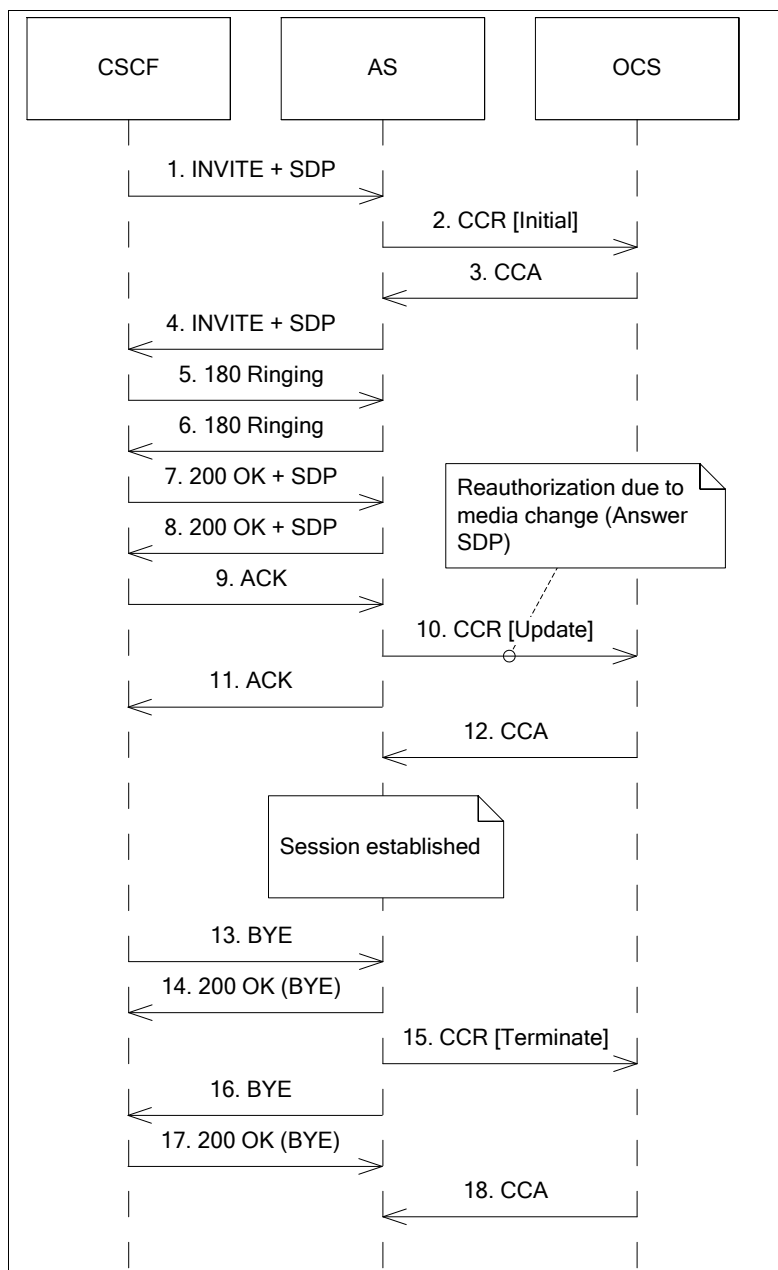 CSCF
AS
OCS
1. INVITE + SDP
2. CCR [Initial]
3. CCA
4. INVITE + SDP
5. 180 Ringing
6. 180 Ringing
7. 200 OK + SDP
Reauthorization due to
media change (Answer
SDP)
8. 200 OK + SDP
9. ACK
10. CCR [Update]
11. ACK
12. CCA
Session established
13. BYE
14. 200 OK (BYE)
15. CCR [Terminate]
16. BYE
17. 200 OK (BYE)
18. CCA